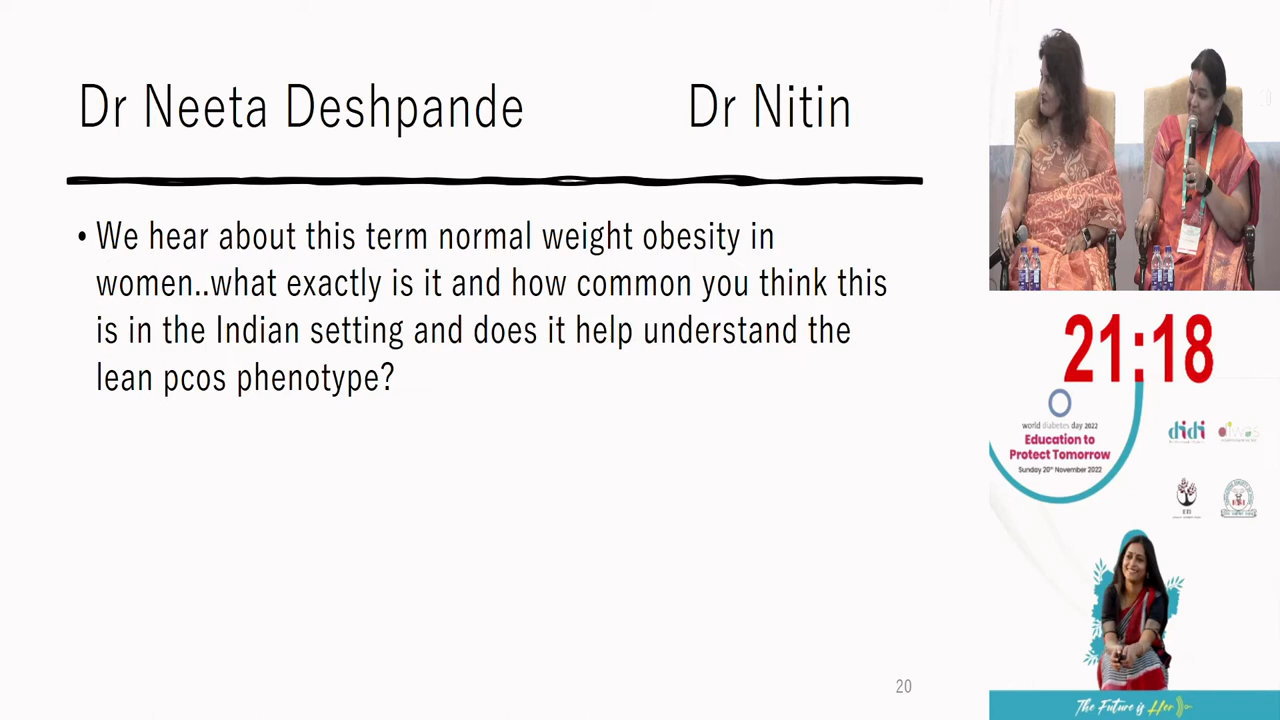 Dr Neeta Deshpande Dr Nitin
• We hear about this term normal weight obesity in
women..what exactly is it and how common you think this
is in the Indian setting and does it help understand the
lean pcos phenotype?
20
21:18
world diabetes day 2022
Education to
Protect Tomorrow
Sunday 20th November 2022
didi
The Future is Her